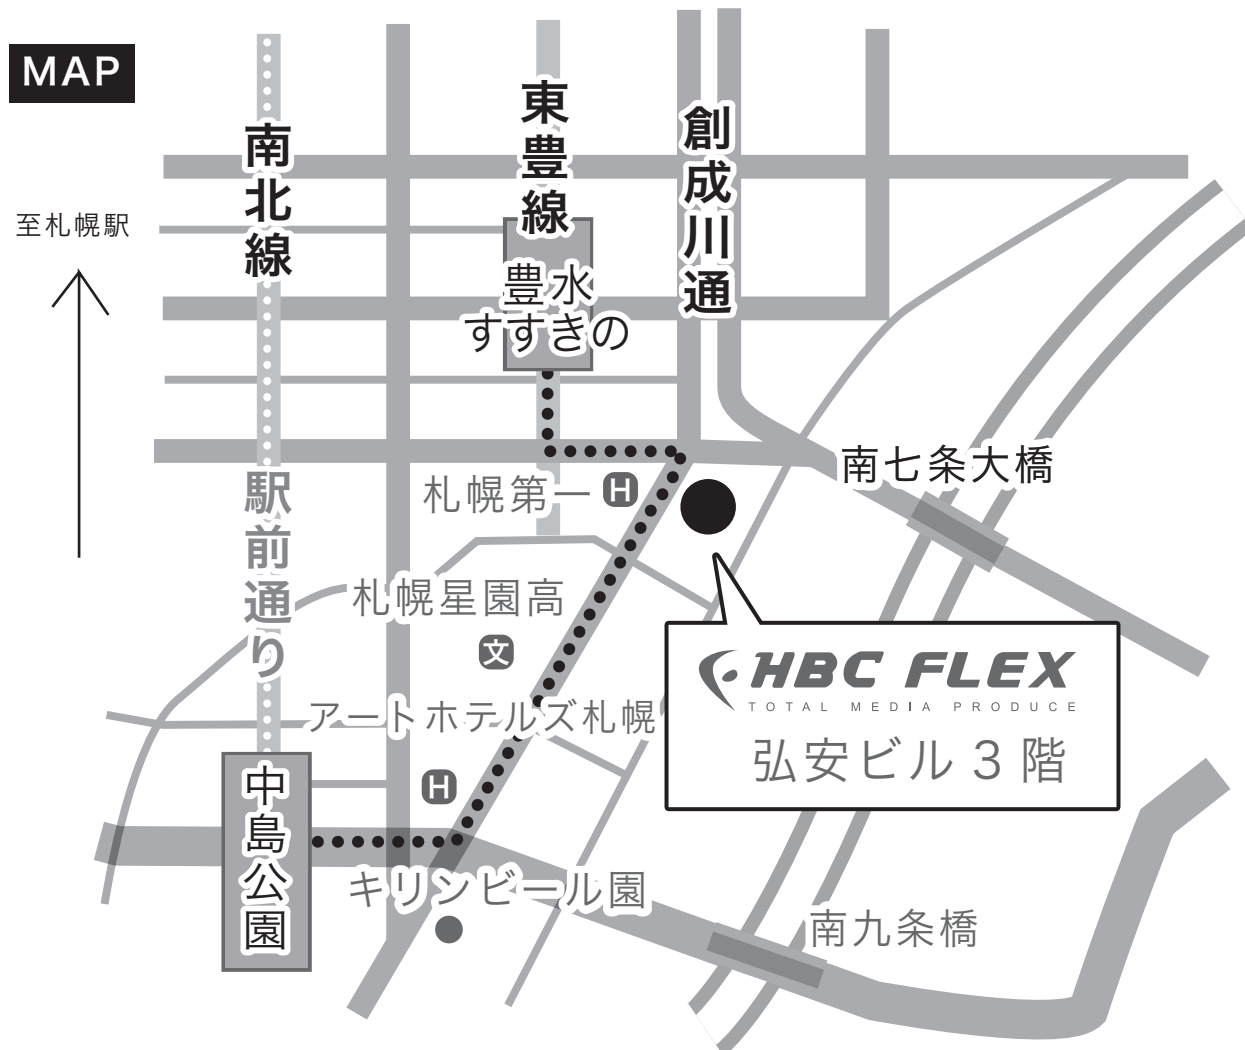 MAP
至札幌駅
南北線
東豊線
創成川通
豊水
すすきの
南七条大橋
札幌第一
H
駅前通り
札幌星園高
文
アートホテルズ札幌
H
HBC FLEX
TOTAL MEDIA PRODUCE
弘安ビル 3 階
中島公園
キリンビール園
南九条橋